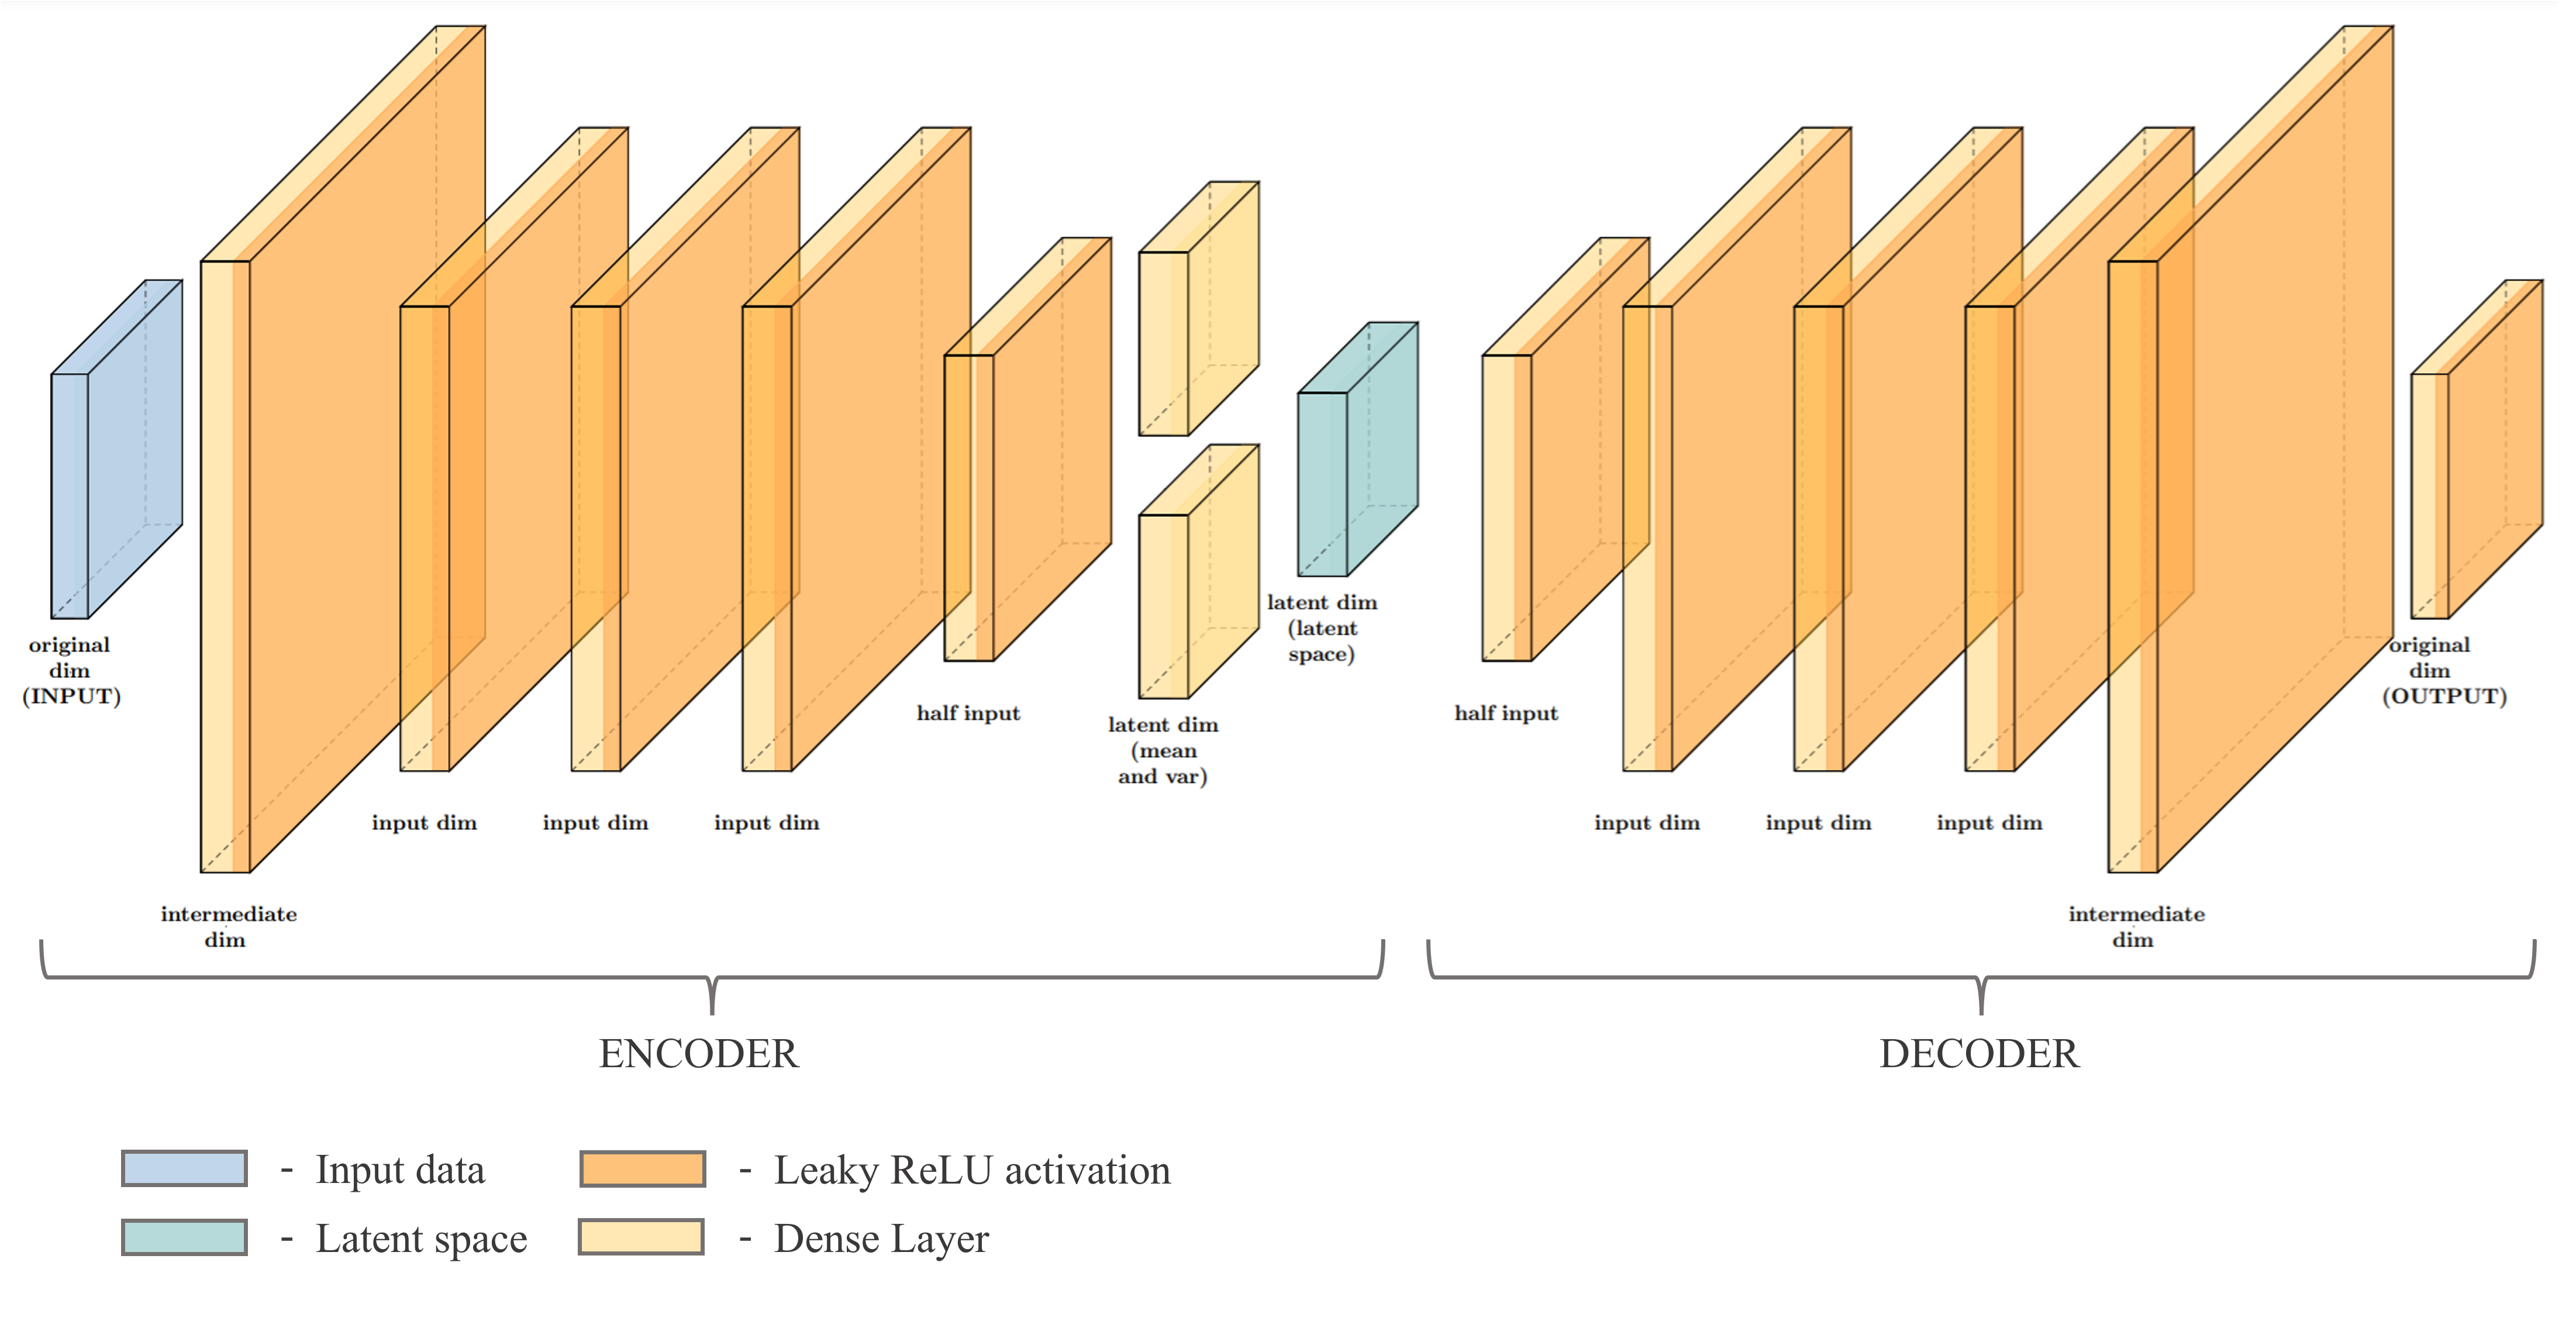 original
dim
(INPUT)
intermediate
dim
input dim
input dim
input dim
half input
latent dim
(mean
and var)
latent dim
(latent
space)
half input
input dim
input dim
input dim
intermediate
dim
original
dim
(OUTPUT)
ENCODER
DECODER
- Input data
- Leaky ReLU activation
- Latent space
- Dense Layer